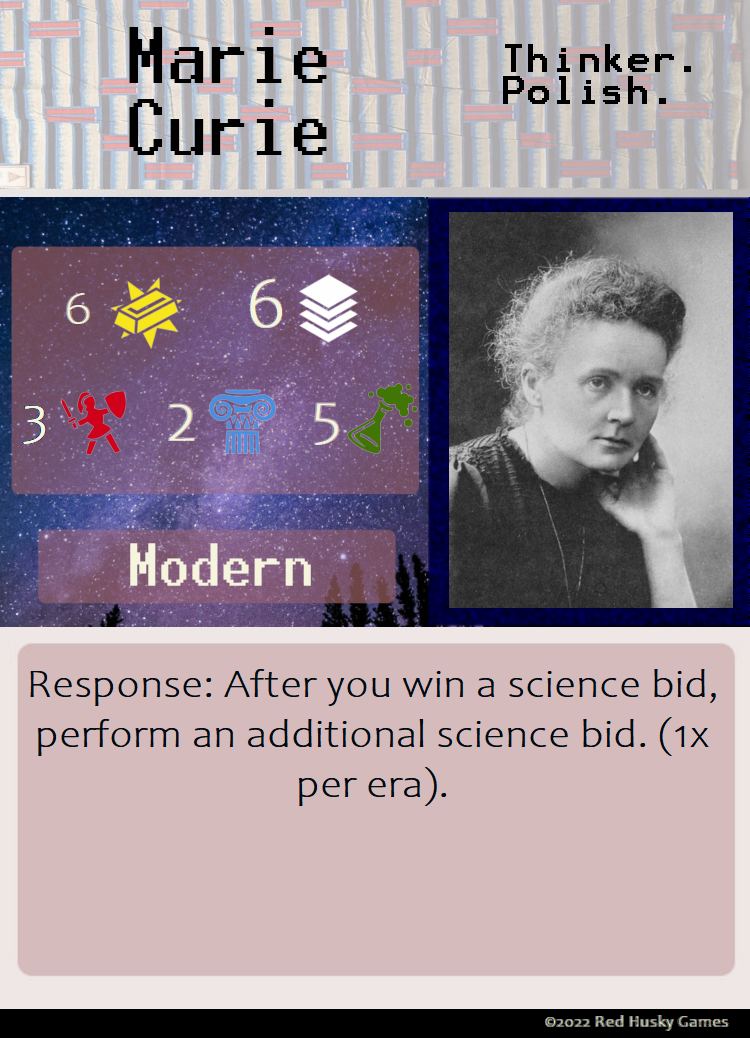 Marie
Curie
Thinker.
Polish.
6
6
3
2
5
Modern
Response: After you win a science bid,
perform an additional science bid. (1x
per era).
©2022 Red Husky Games